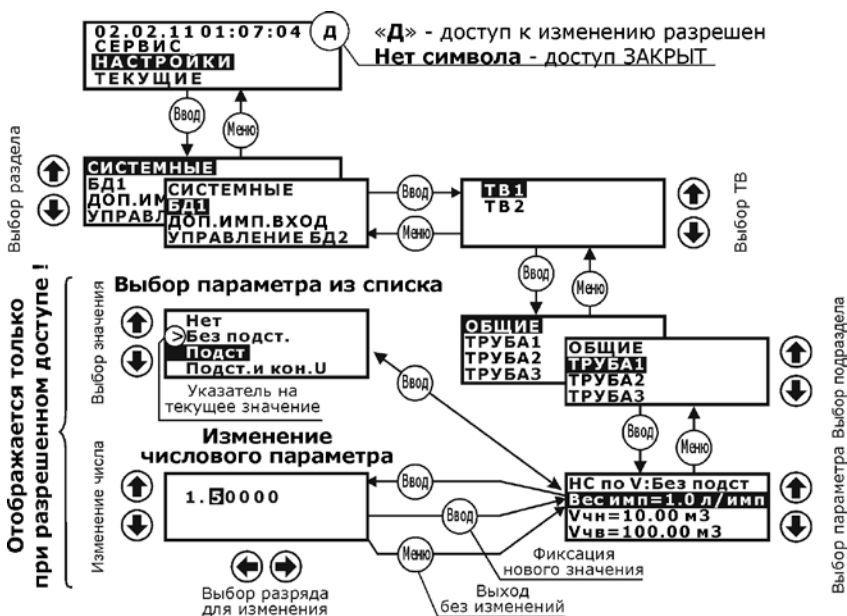 02.02.11 01:07:04
Д
СЕРВИС
НАСТРОЙКИ
ТЕКУЩИЕ
«Д» - доступ к изменению разрешен
Нет символа - доступ ЗАКРЫТ
Ввод
Меню
Выбор раздела
СИСТЕМНЫЕ
БД1
ДОП.ИМ
УПРАВЛ
СИСТЕМНЫЕ
БД1
ДОП.ИМП.ВХОД
УПРАВЛЕНИЕ БД2
Ввод
Меню
ТВ1
ТВ2
Выбор ТВ
Ввод
Меню
Отображается только
при разрешенном доступе !
Выбор параметра из списка
Выбор значения
Нет
>Без подст.
Подст
Подст.и кон.U
Указатель на
текущее значение
Ввод
ОБЩИЕ
ТРУБА1
ТРУБА2
ТРУБА3
ОБЩИЕ
ТРУБА1
ТРУБА2
ТРУБА3
Выбор подраздела
Ввод
Меню
Изменение
числового параметра
Изменение числа
1.50000
Ввод
Ввод
Меню
НС по V:Без подст
Вес имп=1.0 л/имп
Vчн=10.00 м3
Vчв=100.00 м3
Выбор параметра
Выбор разряда
для изменения
Фиксация
нового значения
Выход
без изменений